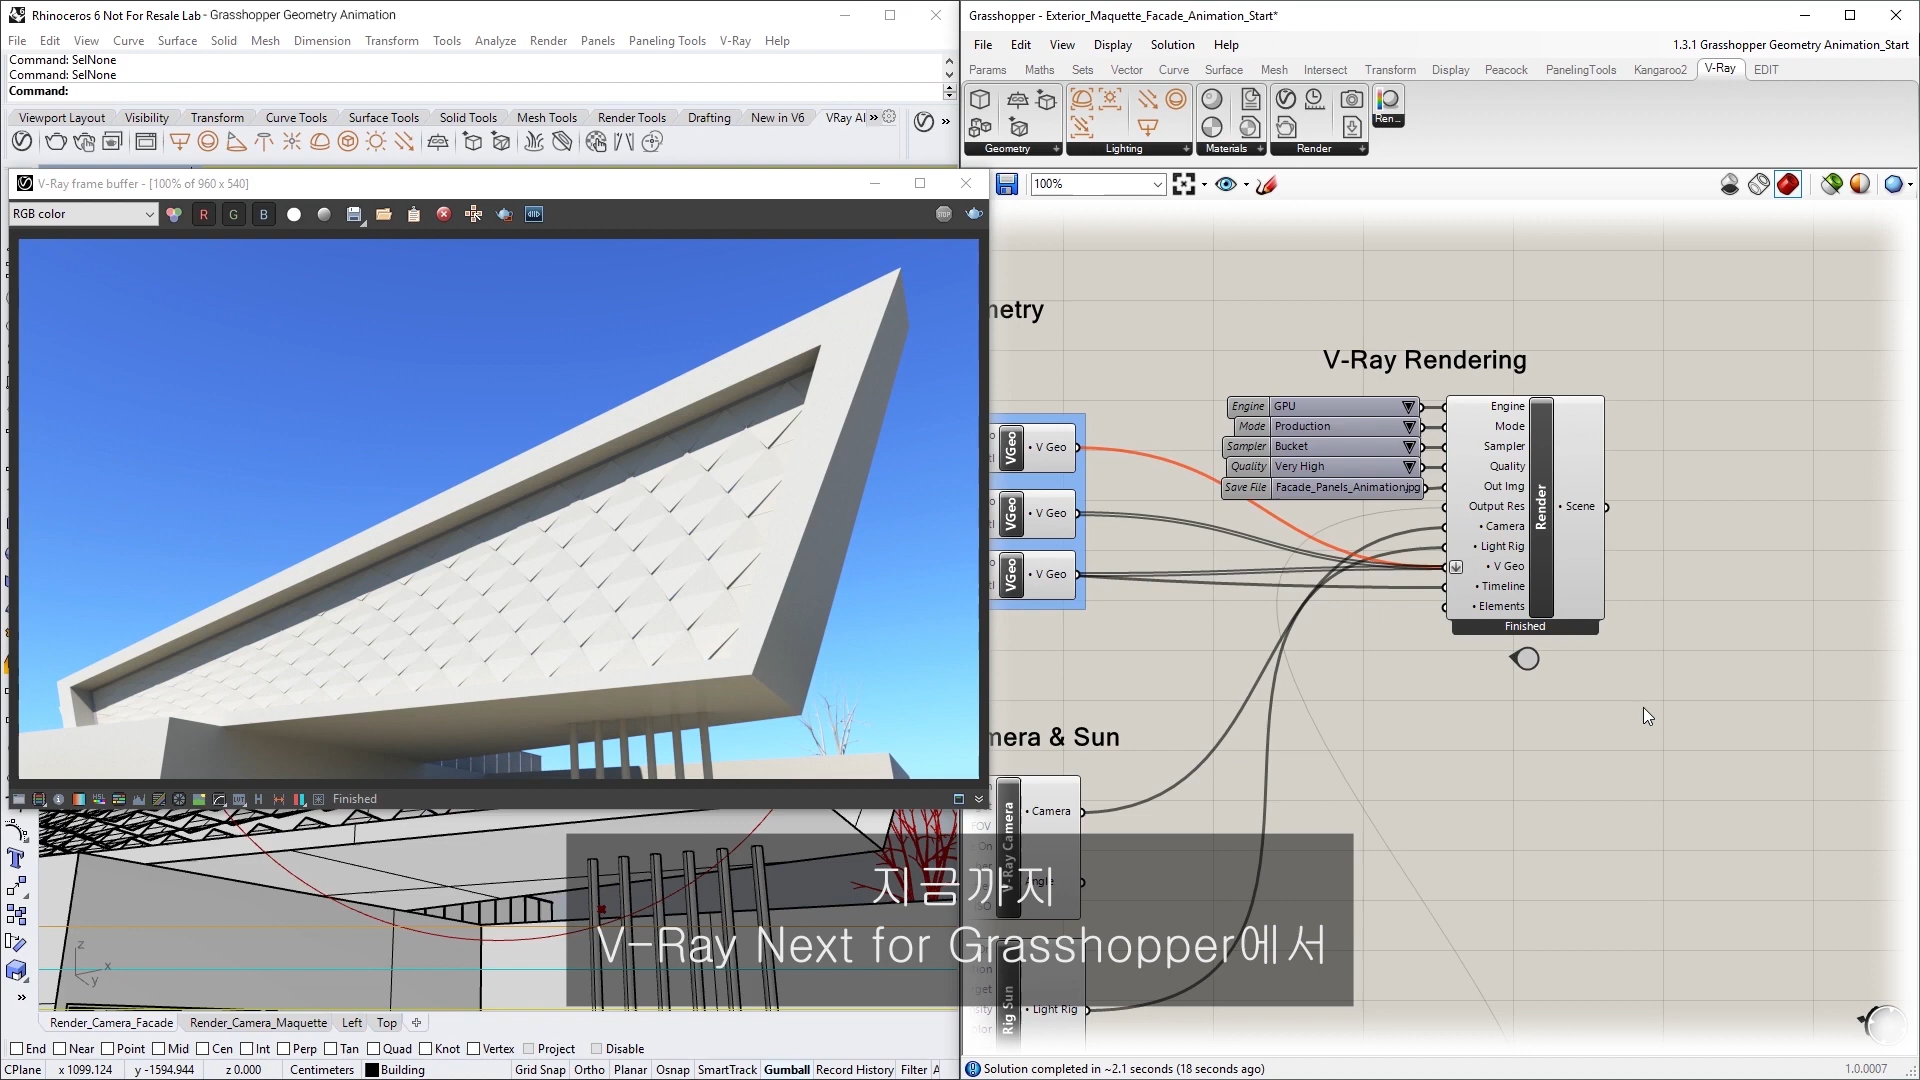 Rhinoceros 6 Not For Resale Lab - Grasshopper Geometry Animation
File Edit View Curve Surface Solid Mesh Dimension Transform Tools Analyze Render Panels Paneling Tools V-Ray Help
Command: SelNone
Command: SelNone
Command:
Viewport Layout Visibility Transform Curve Tools Surface Tools Solid Tools Mesh Tools Render Tools Drafting New in V6 VRay Al
V-Ray frame buffer - [100% of 960 x 540]
RGB color R G B STOP
HSL
H Finished
Render_Camera_Facade Render_Camera_Maquette Left Top
End Near Point Mid Cen Int Perp Tan Quad Knot Vertex Project Disable
CPlane x 1099.124 y -1594.944 z 0.000 Centimeters Building Grid Snap Ortho Planar Osnap SmartTrack Gumball Record History Filter A
z
x
y
Grasshopper - Exterior_Maquette_Facade_Animation_Start*
File Edit View Display Solution Help 1.3.1 Grasshopper Geometry Animation_Start
Params Maths Sets Vector Curve Surface Mesh Intersect Transform Display Peacock PanelingTools Kangaroo2 V-Ray EDIT
Ren...
Geometry Lighting Materials Render
100%
metry
V-Ray Rendering
Engine GPU
Mode Production
Sampler Bucket
Quality Very High
Save File Facade_Panels_Animation.jpg
Engine
Mode
Sampler
Quality
Out Img
Output Res
Camera
Light Rig
V Geo
Timeline
Elements
Render
Scene
Finished
VGeo V Geo
VGeo V Geo
VGeo V Geo
mera & Sun
V-Ray Camera
Camera
FOV
Angle
Rig Sun
Light Rig
지금까지
V-Ray Next for Grasshopper에서
Solution completed in ~2.1 seconds (18 seconds ago) 1.0.0007